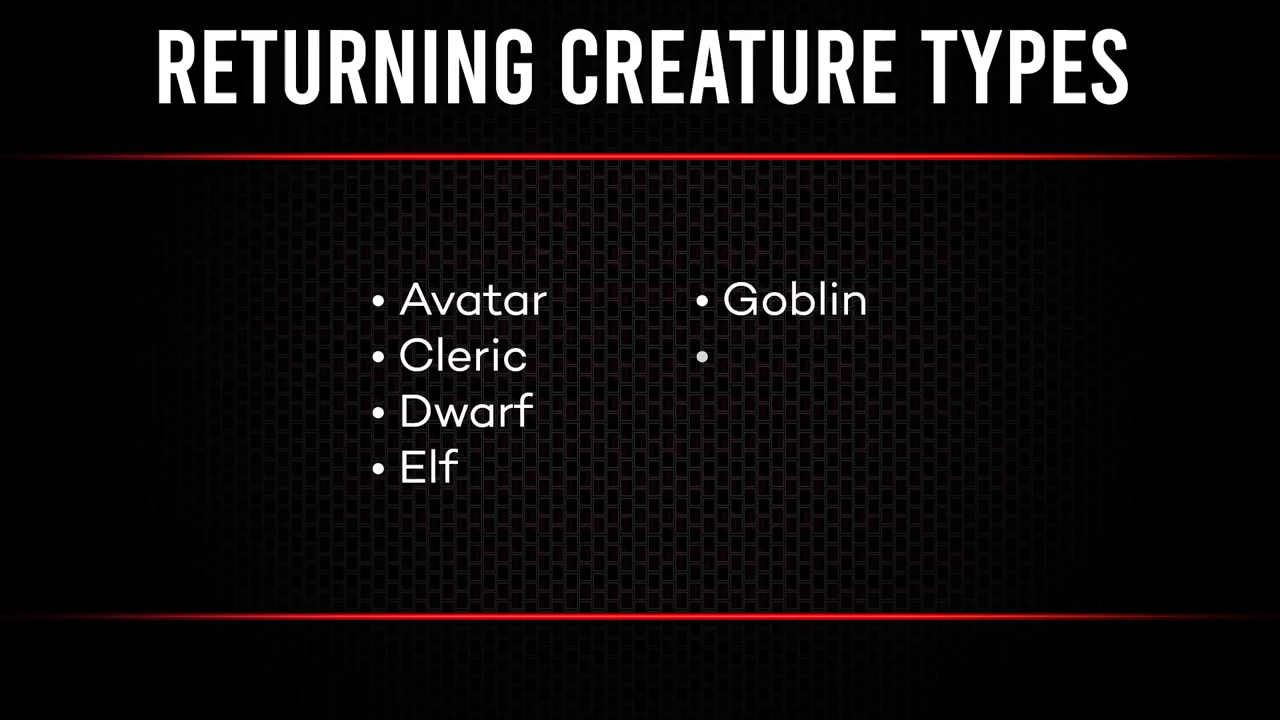 RETURNING CREATURE TYPES
• Avatar
• Cleric
• Dwarf
• Elf
• Goblin
•